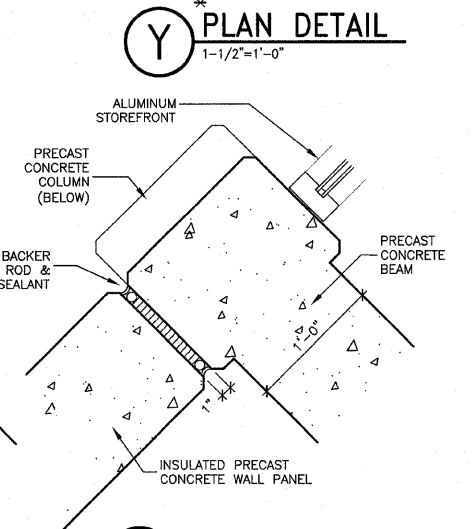 *
Y
PLAN DETAIL
1-1/2"=1'-0"
ALUMINUM
STOREFRONT
PRECAST
CONCRETE
COLUMN
(BELOW)
BACKER
ROD &
SEALANT
PRECAST
CONCRETE
BEAM
1'-0"
1"
INSULATED PRECAST
CONCRETE WALL PANEL